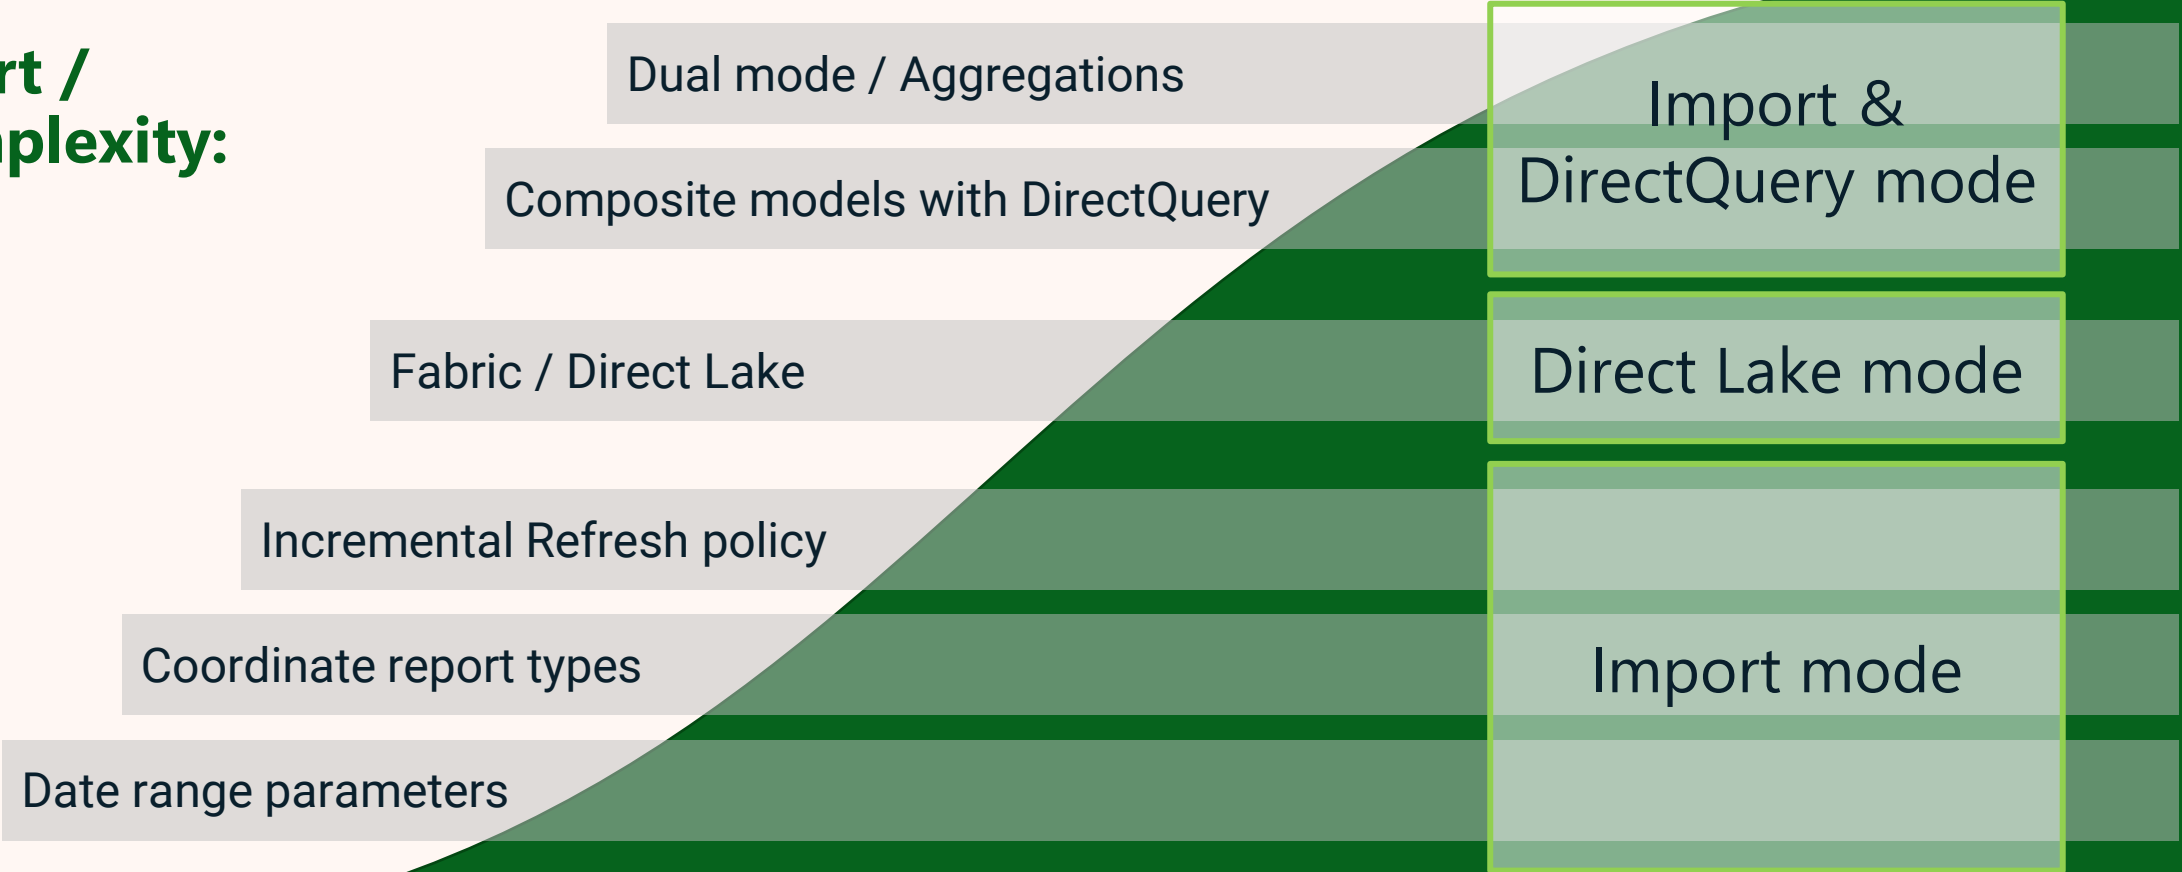 rt /
plexity:
Dual mode / Aggregations
Composite models with DirectQuery
Fabric / Direct Lake
Incremental Refresh policy
Coordinate report types
Date range parameters
Import &
DirectQuery mode
Direct Lake mode
Import mode